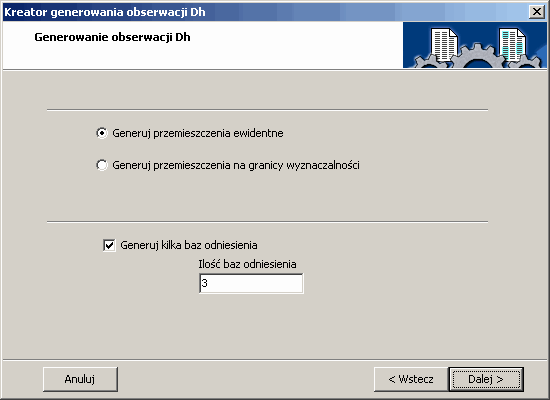 Kreator generowania obserwacji Dh
Generowanie obserwacji Dh
Generuj przemieszczenia ewidentne
Generuj przemieszczenia na granicy wyznaczalności
Generuj kilka baz odniesienia
Ilość baz odniesienia
3
Anuluj
< Wstecz
Dalej >